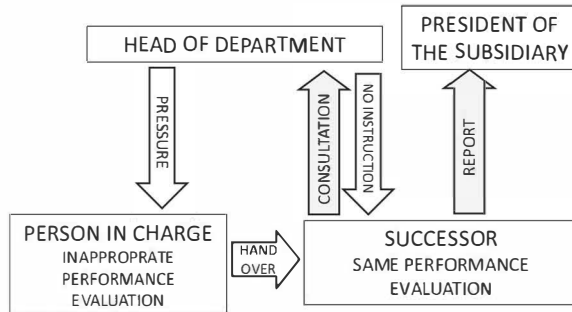 HEAD OF DEPARTMENT
PRESIDENT OF
THE SUBSIDIARY
PRESSURE
CONSULTATION
NO INSTRUCTION
REPORT
PERSON IN CHARGE
INAPPROPRATE
PERFORMANCE
EVALUATION
HAND
OVER
SUCCESSOR
SAME PERFORMANCE
EVALUATION